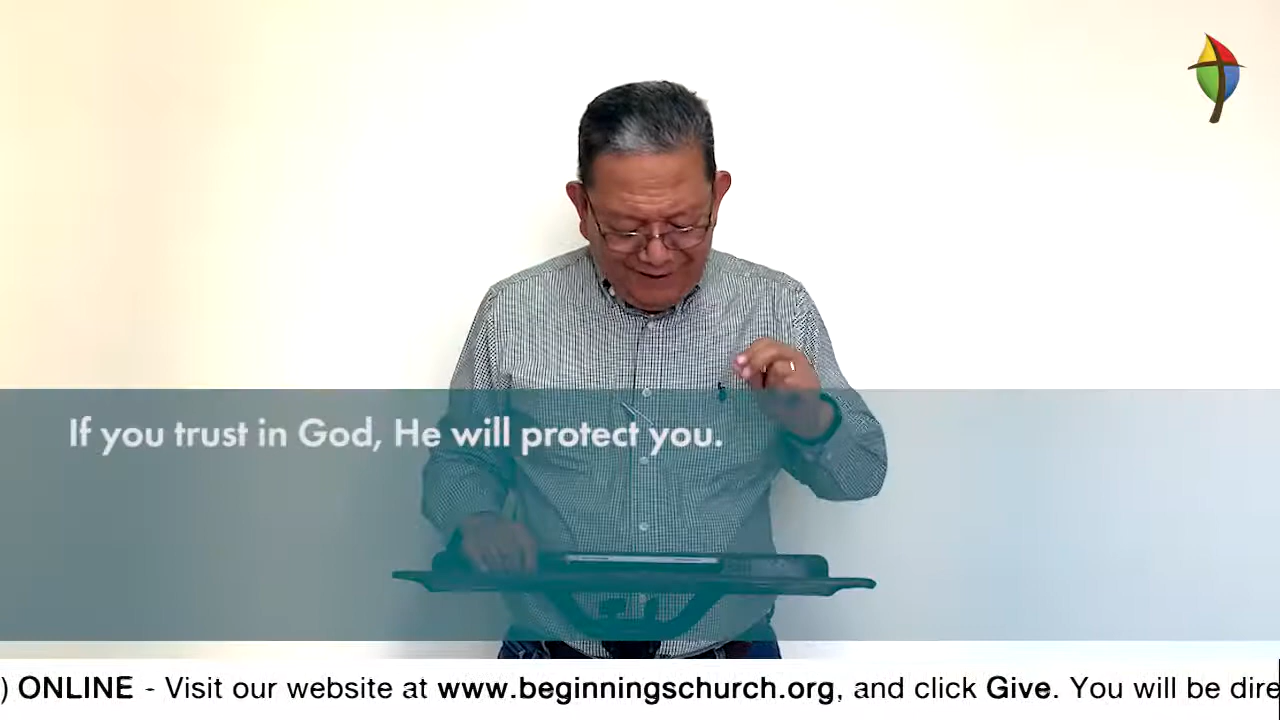 If you trust in God, He will protect you.
) ONLINE - Visit our website at www.beginningschurch.org, and click Give. You will be dire